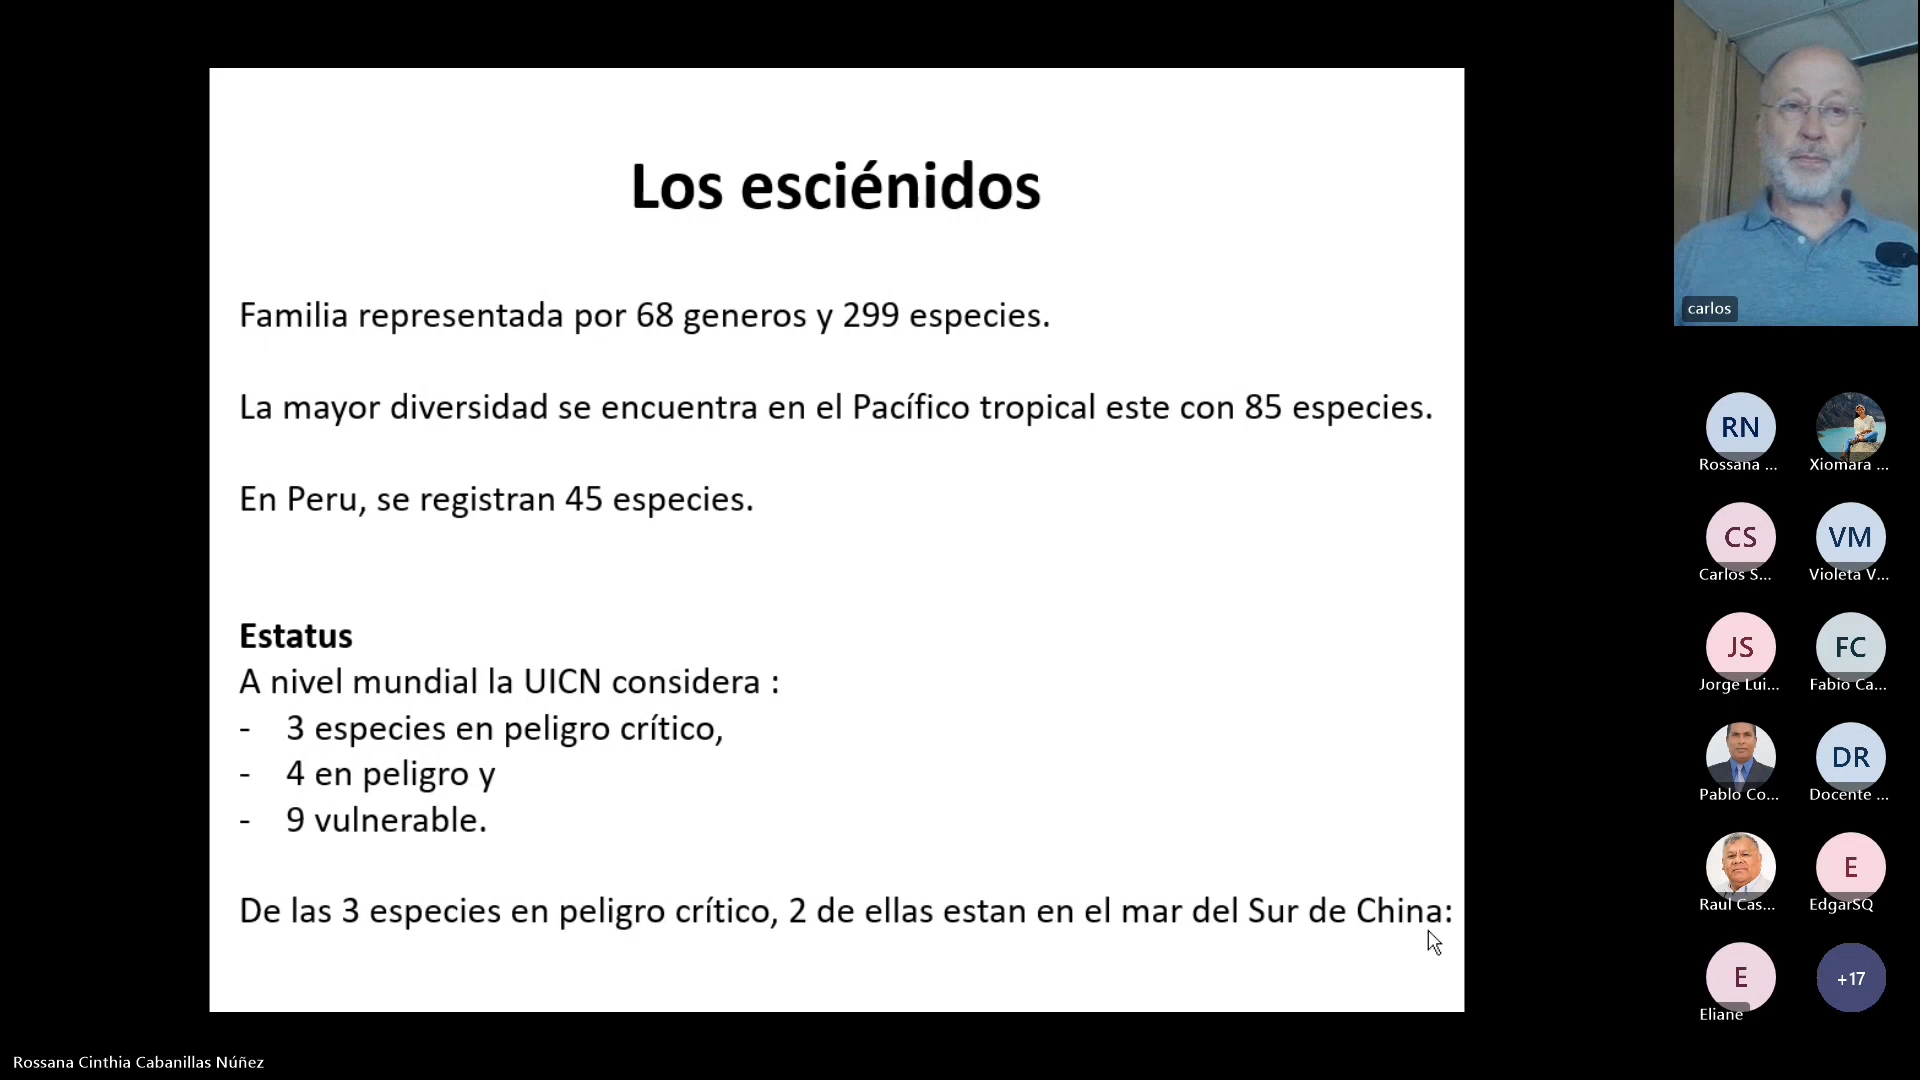 Los esciénidos
Familia representada por 68 generos y 299 especies.
La mayor diversidad se encuentra en el Pacífico tropical este con 85 especies.
En Peru, se registran 45 especies.
Estatus
A nivel mundial la UICN considera :
- 3 especies en peligro crítico,
- 4 en peligro y
- 9 vulnerable.
De las 3 especies en peligro crítico, 2 de ellas estan en el mar del Sur de China:
carlos
RN
Rossana ...
Xiomara ...
CS
Carlos S...
VM
Violeta V...
JS
Jorge Lui...
FC
Fabio Ca...
Pablo Co...
DR
Docente ...
Raul Cas...
E
EdgarSQ
E
Eliane
+17
Rossana Cinthia Cabanillas Núñez